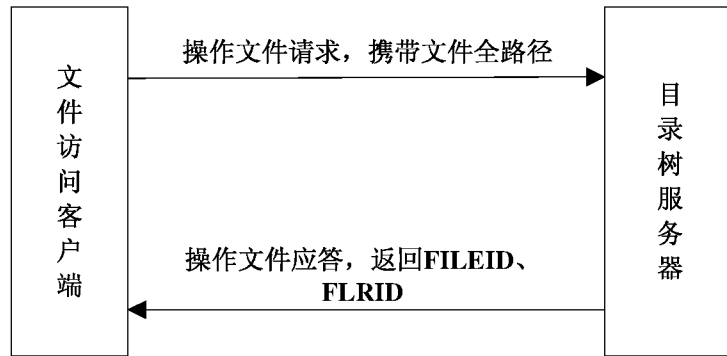 文件访问客户端
操作文件请求，携带文件全路径
目录树服务器
操作文件应答，返回FILEID、
FLRID